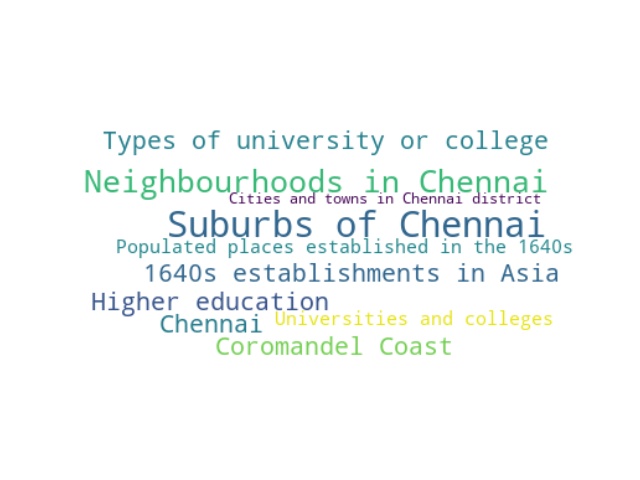 Types of university or college
Neighbourhoods in Chennai
Cities and towns in Chennai district
Suburbs of Chennai
Populated places established in the 1640s
1640s establishments in Asia
Higher education
Universities and colleges
Chennai
Coromandel Coast